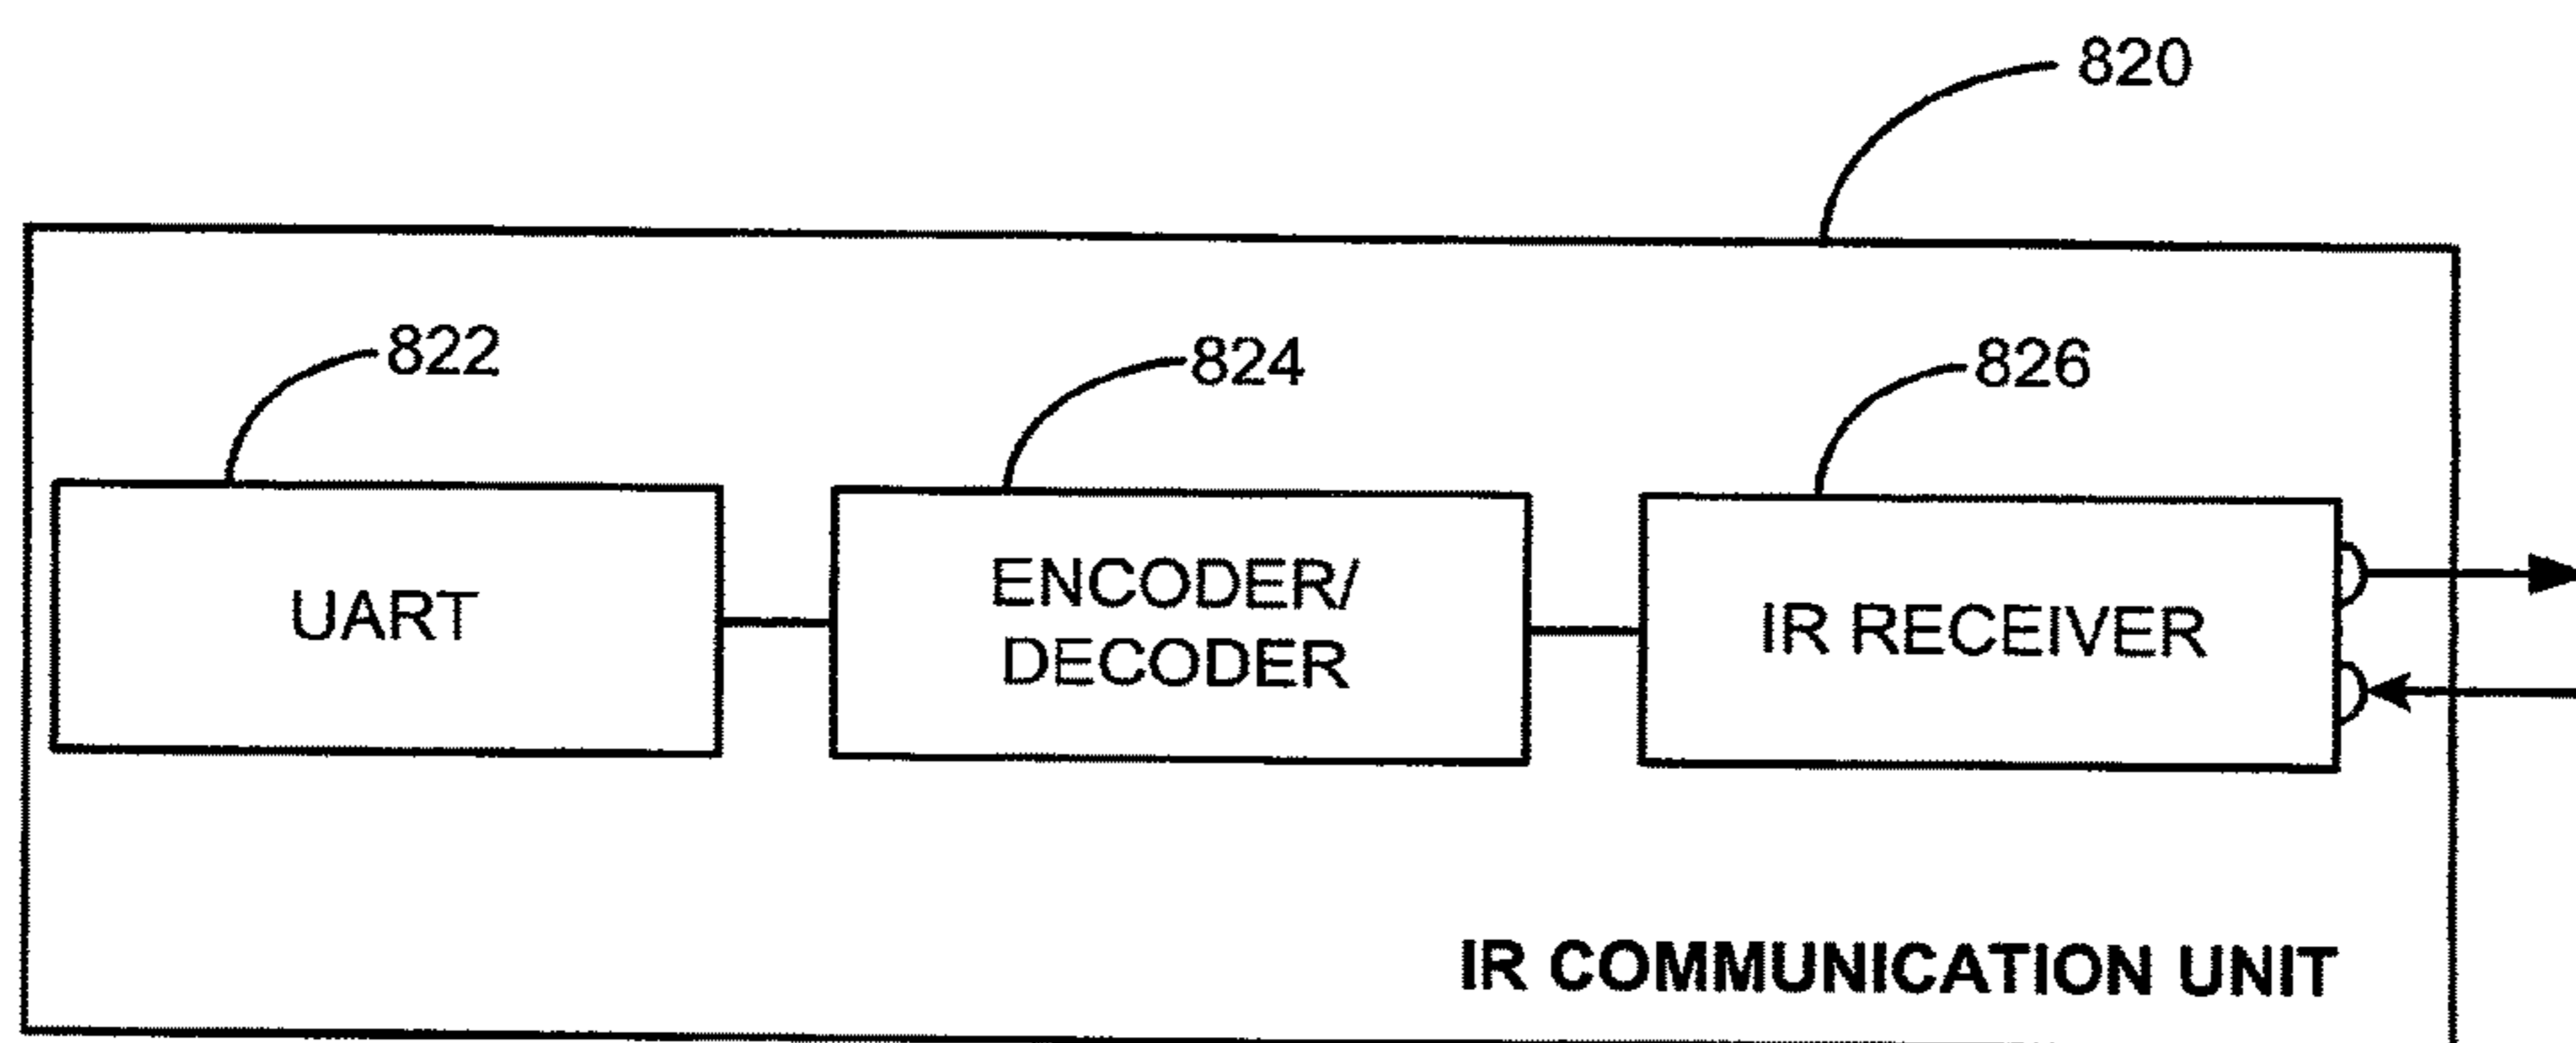 820
822
824
826
UART
ENCODER/
DECODER
IR RECEIVER
IR COMMUNICATION UNIT